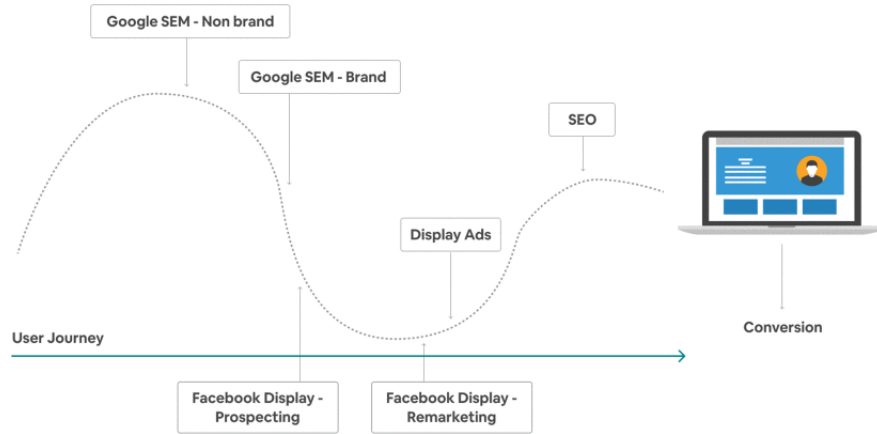 Google SEM - Non brand
Google SEM - Brand
SEO
Display Ads
User Journey
Conversion
Facebook Display -
Prospecting
Facebook Display -
Remarketing